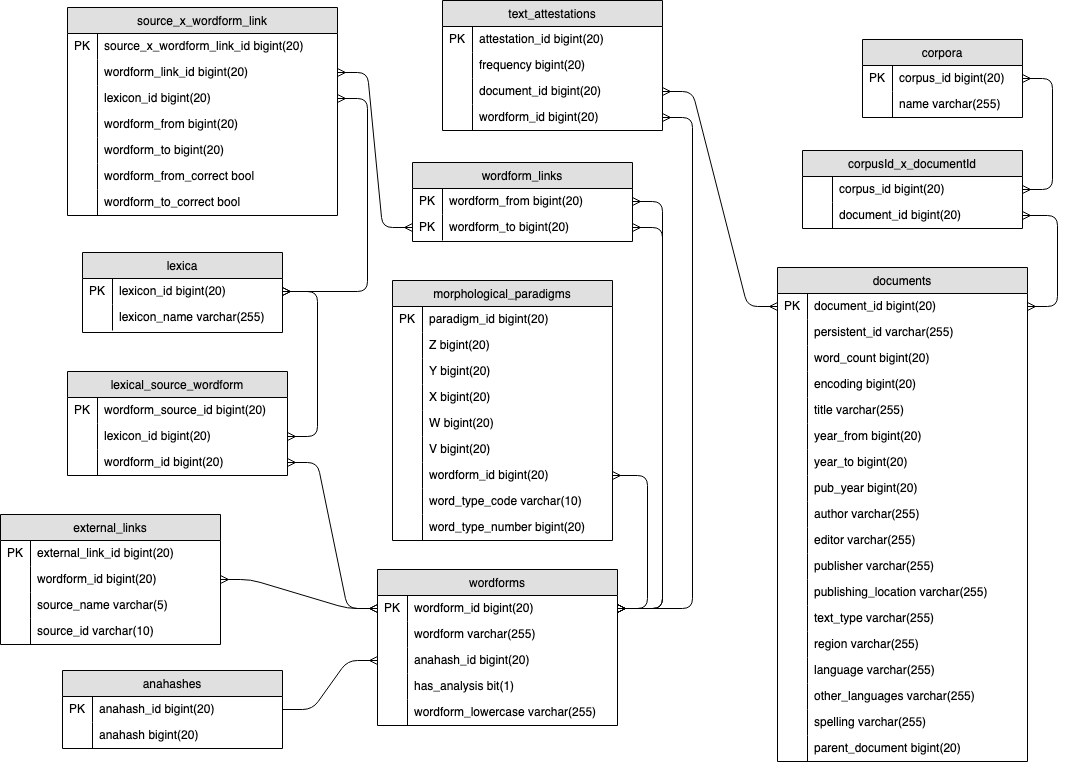 source_x_wordform_link
PK source_x_wordform_link_id bigint(20)
wordform_link_id bigint(20)
lexicon_id bigint(20)
wordform_from bigint(20)
wordform_to bigint(20)
wordform_from_correct bool
wordform_to_correct bool
text_attestations
PK attestation_id bigint(20)
frequency bigint(20)
document_id bigint(20)
wordform_id bigint(20)
corpora
PK corpus_id bigint(20)
name varchar(255)
wordform_links
PK wordform_from bigint(20)
PK wordform_to bigint(20)
corpusId_x_documentId
corpus_id bigint(20)
document_id bigint(20)
lexica
PK lexicon_id bigint(20)
lexicon_name varchar(255)
morphological_paradigms
PK paradigm_id bigint(20)
Z bigint(20)
Y bigint(20)
X bigint(20)
W bigint(20)
V bigint(20)
wordform_id bigint(20)
word_type_code varchar(10)
word_type_number bigint(20)
documents
PK document_id bigint(20)
persistent_id varchar(255)
word_count bigint(20)
encoding bigint(20)
title varchar(255)
year_from bigint(20)
year_to bigint(20)
pub_year bigint(20)
author varchar(255)
editor varchar(255)
publisher varchar(255)
publishing_location varchar(255)
text_type varchar(255)
region varchar(255)
language varchar(255)
other_languages varchar(255)
spelling varchar(255)
parent_document bigint(20)
lexical_source_wordform
PK wordform_source_id bigint(20)
lexicon_id bigint(20)
wordform_id bigint(20)
external_links
PK external_link_id bigint(20)
wordform_id bigint(20)
source_name varchar(5)
source_id varchar(10)
wordforms
PK wordform_id bigint(20)
wordform varchar(255)
anahash_id bigint(20)
has_analysis bit(1)
wordform_lowercase varchar(255)
anahashes
PK anahash_id bigint(20)
anahash bigint(20)